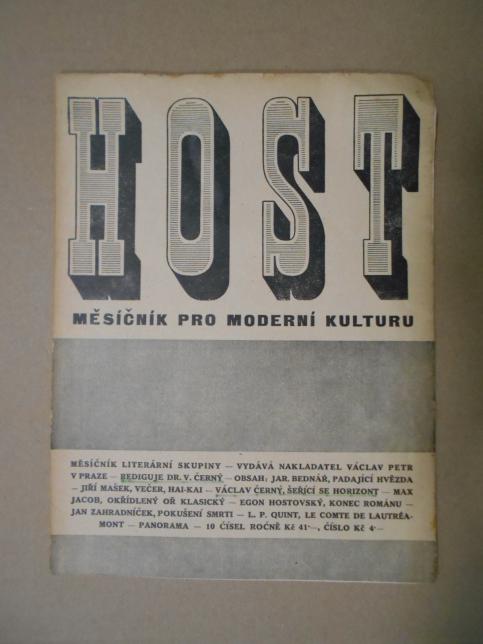 HOST
MĚSÍČNÍK PRO MODERNÍ KULTURU
MĚSÍČNÍK LITERÁRNÍ SKUPINY — VYDÁVÁ NAKLADATEL VÁCLAV PETR
V PRAZE — REDIGUJE DR. V. ČERNÝ — OBSAH: JAR. BEDNÁŘ, PADAJÍCÍ HVĚZDA
— JIŘÍ MAŠEK, VEČER, HAI-KAI — VÁCLAV ČERNÝ, ŠEŘÍCÍ SE HORIZONT — MAX
JACOB, OKŘÍDLENÝ OŘ KLASICKÝ — EGON HOSTOVSKÝ, KONEC ROMÁNU —
JAN ZAHRADNÍČEK, POKUŠENÍ SMRTI — L. P. QUINT, LE COMTE DE LAUTRÉA-
MONT — PANORAMA — 10 ČÍSEL ROČNĚ Kč 41·—, ČÍSLO Kč 4·—